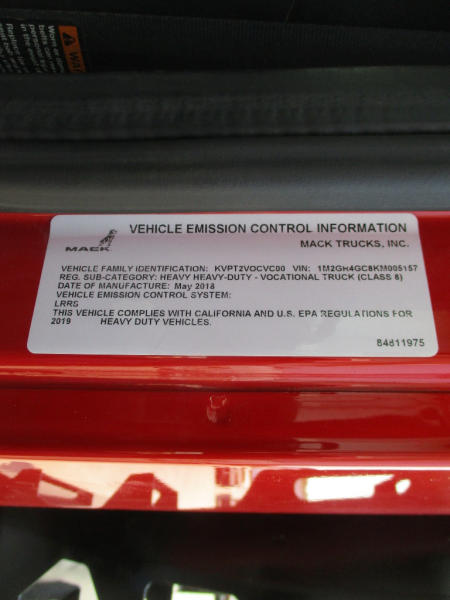 WARNING
VEHICLE EMISSION CONTROL INFORMATION
MACK
MACK TRUCKS, INC.
VEHICLE FAMILY IDENTIFICATION: KVPT2VOCVC00 VIN: 1M2GR4GC8KM005157
REG. SUB-CATEGORY: HEAVY HEAVY-DUTY - VOCATIONAL TRUCK (CLASS 8)
DATE OF MANUFACTURE: May 2018
VEHICLE EMISSION CONTROL SYSTEM:
LRRS
THIS VEHICLE COMPLIES WITH CALIFORNIA AND U.S. EPA REGULATIONS FOR
2019 HEAVY DUTY VEHICLES.
84811975